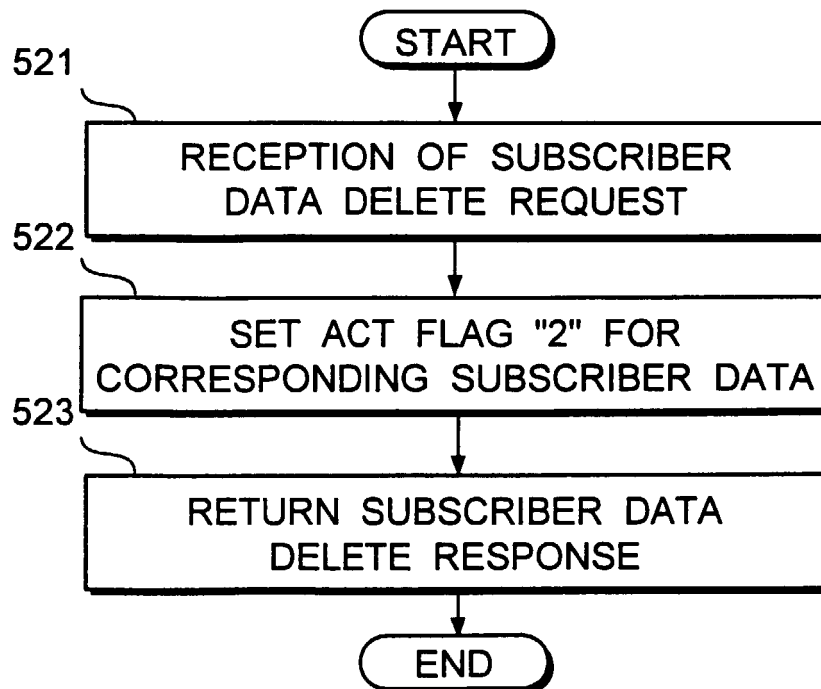 START
521
RECEPTION OF SUBSCRIBER
DATA DELETE REQUEST
522
SET ACT FLAG "2" FOR
CORRESPONDING SUBSCRIBER DATA
523
RETURN SUBSCRIBER DATA
DELETE RESPONSE
END